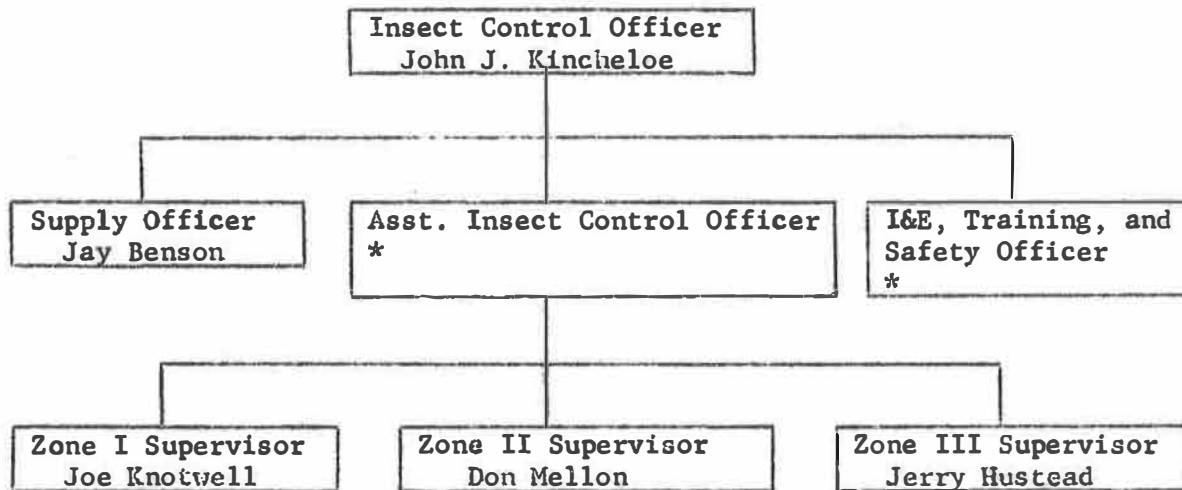 Insect Control Officer
John J. Kincheloe
Supply Officer
Jay Benson
Asst. Insect Control Officer
*
I&E, Training, and
Safety Officer
*
Zone I Supervisor
Joe Knotwell
Zone II Supervisor
Don Mellon
Zone III Supervisor
Jerry Hustead